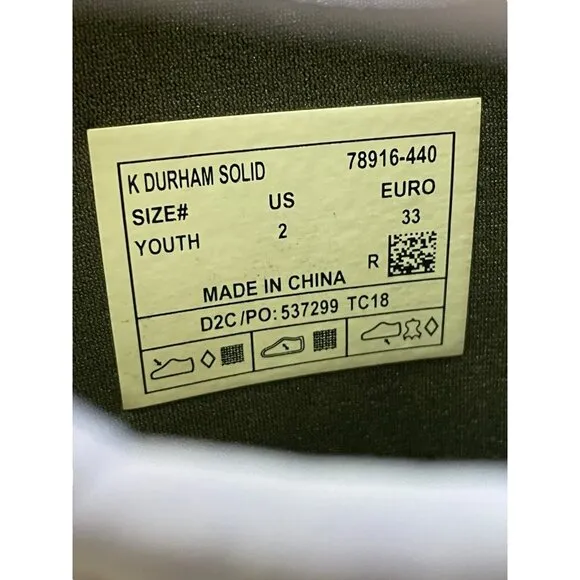 K DURHAM SOLID 78916-440
SIZE# US EURO
YOUTH 2 33
R
MADE IN CHINA
D2C/PO: 537299 TC18